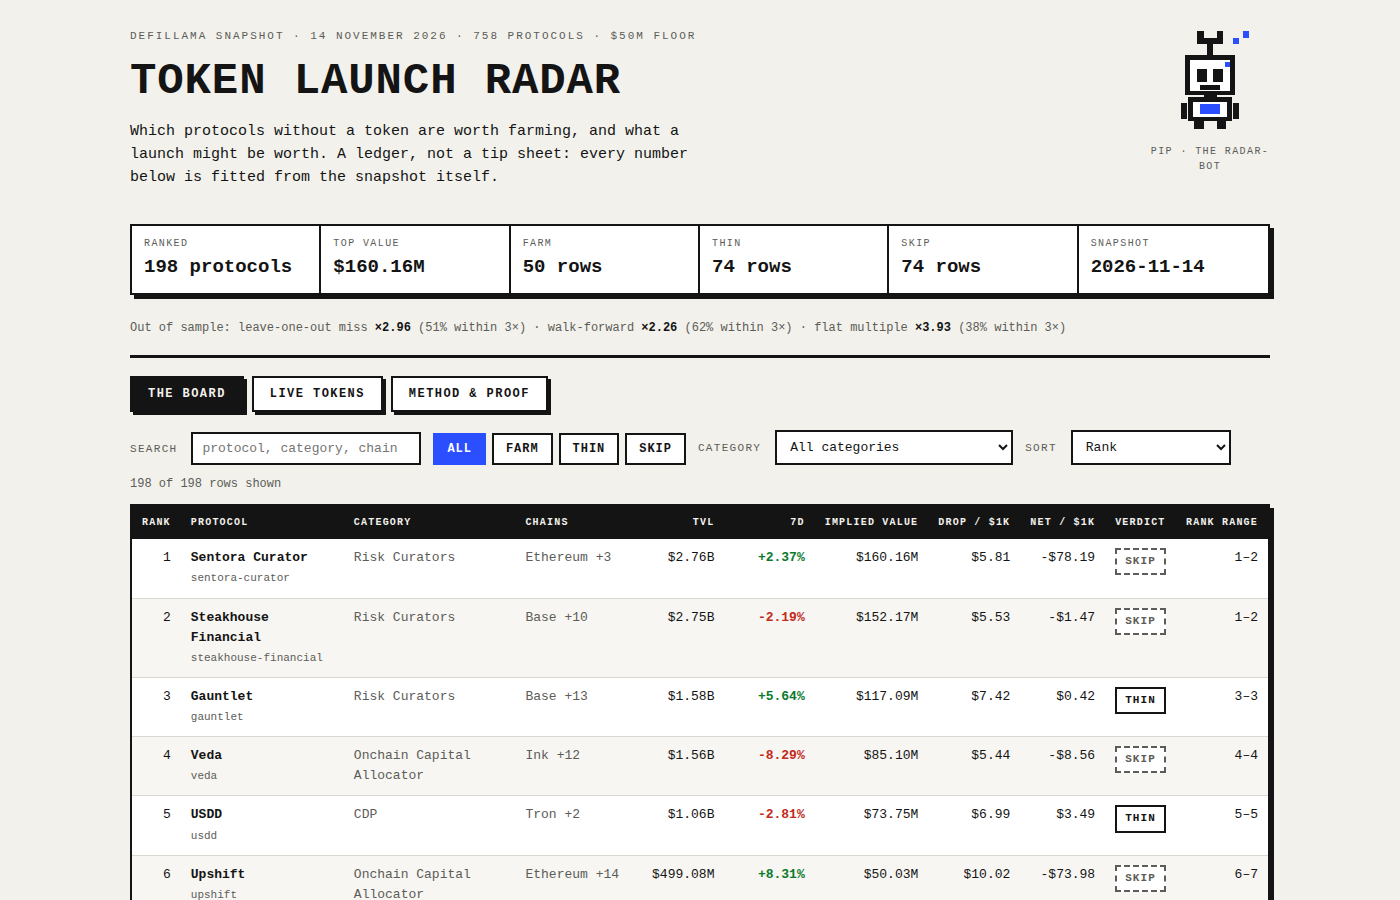 DEFILLAMA SNAPSHOT · 14 NOVEMBER 2026 · 758 PROTOCOLS · $50M FLOOR
TOKEN LAUNCH RADAR
Which protocols without a token are worth farming, and what a
launch might be worth. A ledger, not a tip sheet: every number
below is fitted from the snapshot itself.
PIP · THE RADAR-
BOT
RANKED TOP VALUE FARM THIN SKIP SNAPSHOT
198 protocols $160.16M 50 rows 74 rows 74 rows 2026-11-14
Out of sample: leave-one-out miss ×2.96 (51% within 3×) · walk-forward ×2.26 (62% within 3×) · flat multiple ×3.93 (38% within 3×)
THE BOARD LIVE TOKENS METHOD & PROOF
SEARCH protocol, category, chain ALL FARM THIN SKIP CATEGORY All categories SORT Rank
198 of 198 rows shown
RANK PROTOCOL CATEGORY CHAINS TVL 7D IMPLIED VALUE DROP / $1K NET / $1K VERDICT RANK RANGE
1 Sentora Curator Risk Curators Ethereum +3 $2.76B +2.37% $160.16M $5.81 -$78.19 SKIP 1–2
sentora-curator
2 Steakhouse Risk Curators Base +10 $2.75B -2.19% $152.17M $5.53 -$1.47 SKIP 1–2
Financial
steakhouse-financial
3 Gauntlet Risk Curators Base +13 $1.58B +5.64% $117.09M $7.42 $0.42 THIN 3–3
gauntlet
4 Veda Onchain Capital Ink +12 $1.56B -8.29% $85.10M $5.44 -$8.56 SKIP 4–4
veda Allocator
5 USDD CDP Tron +2 $1.06B -2.81% $73.75M $6.99 $3.49 THIN 5–5
usdd
6 Upshift Onchain Capital Ethereum +14 $499.08M +8.31% $50.03M $10.02 -$73.98 SKIP 6–7
upshift Allocator